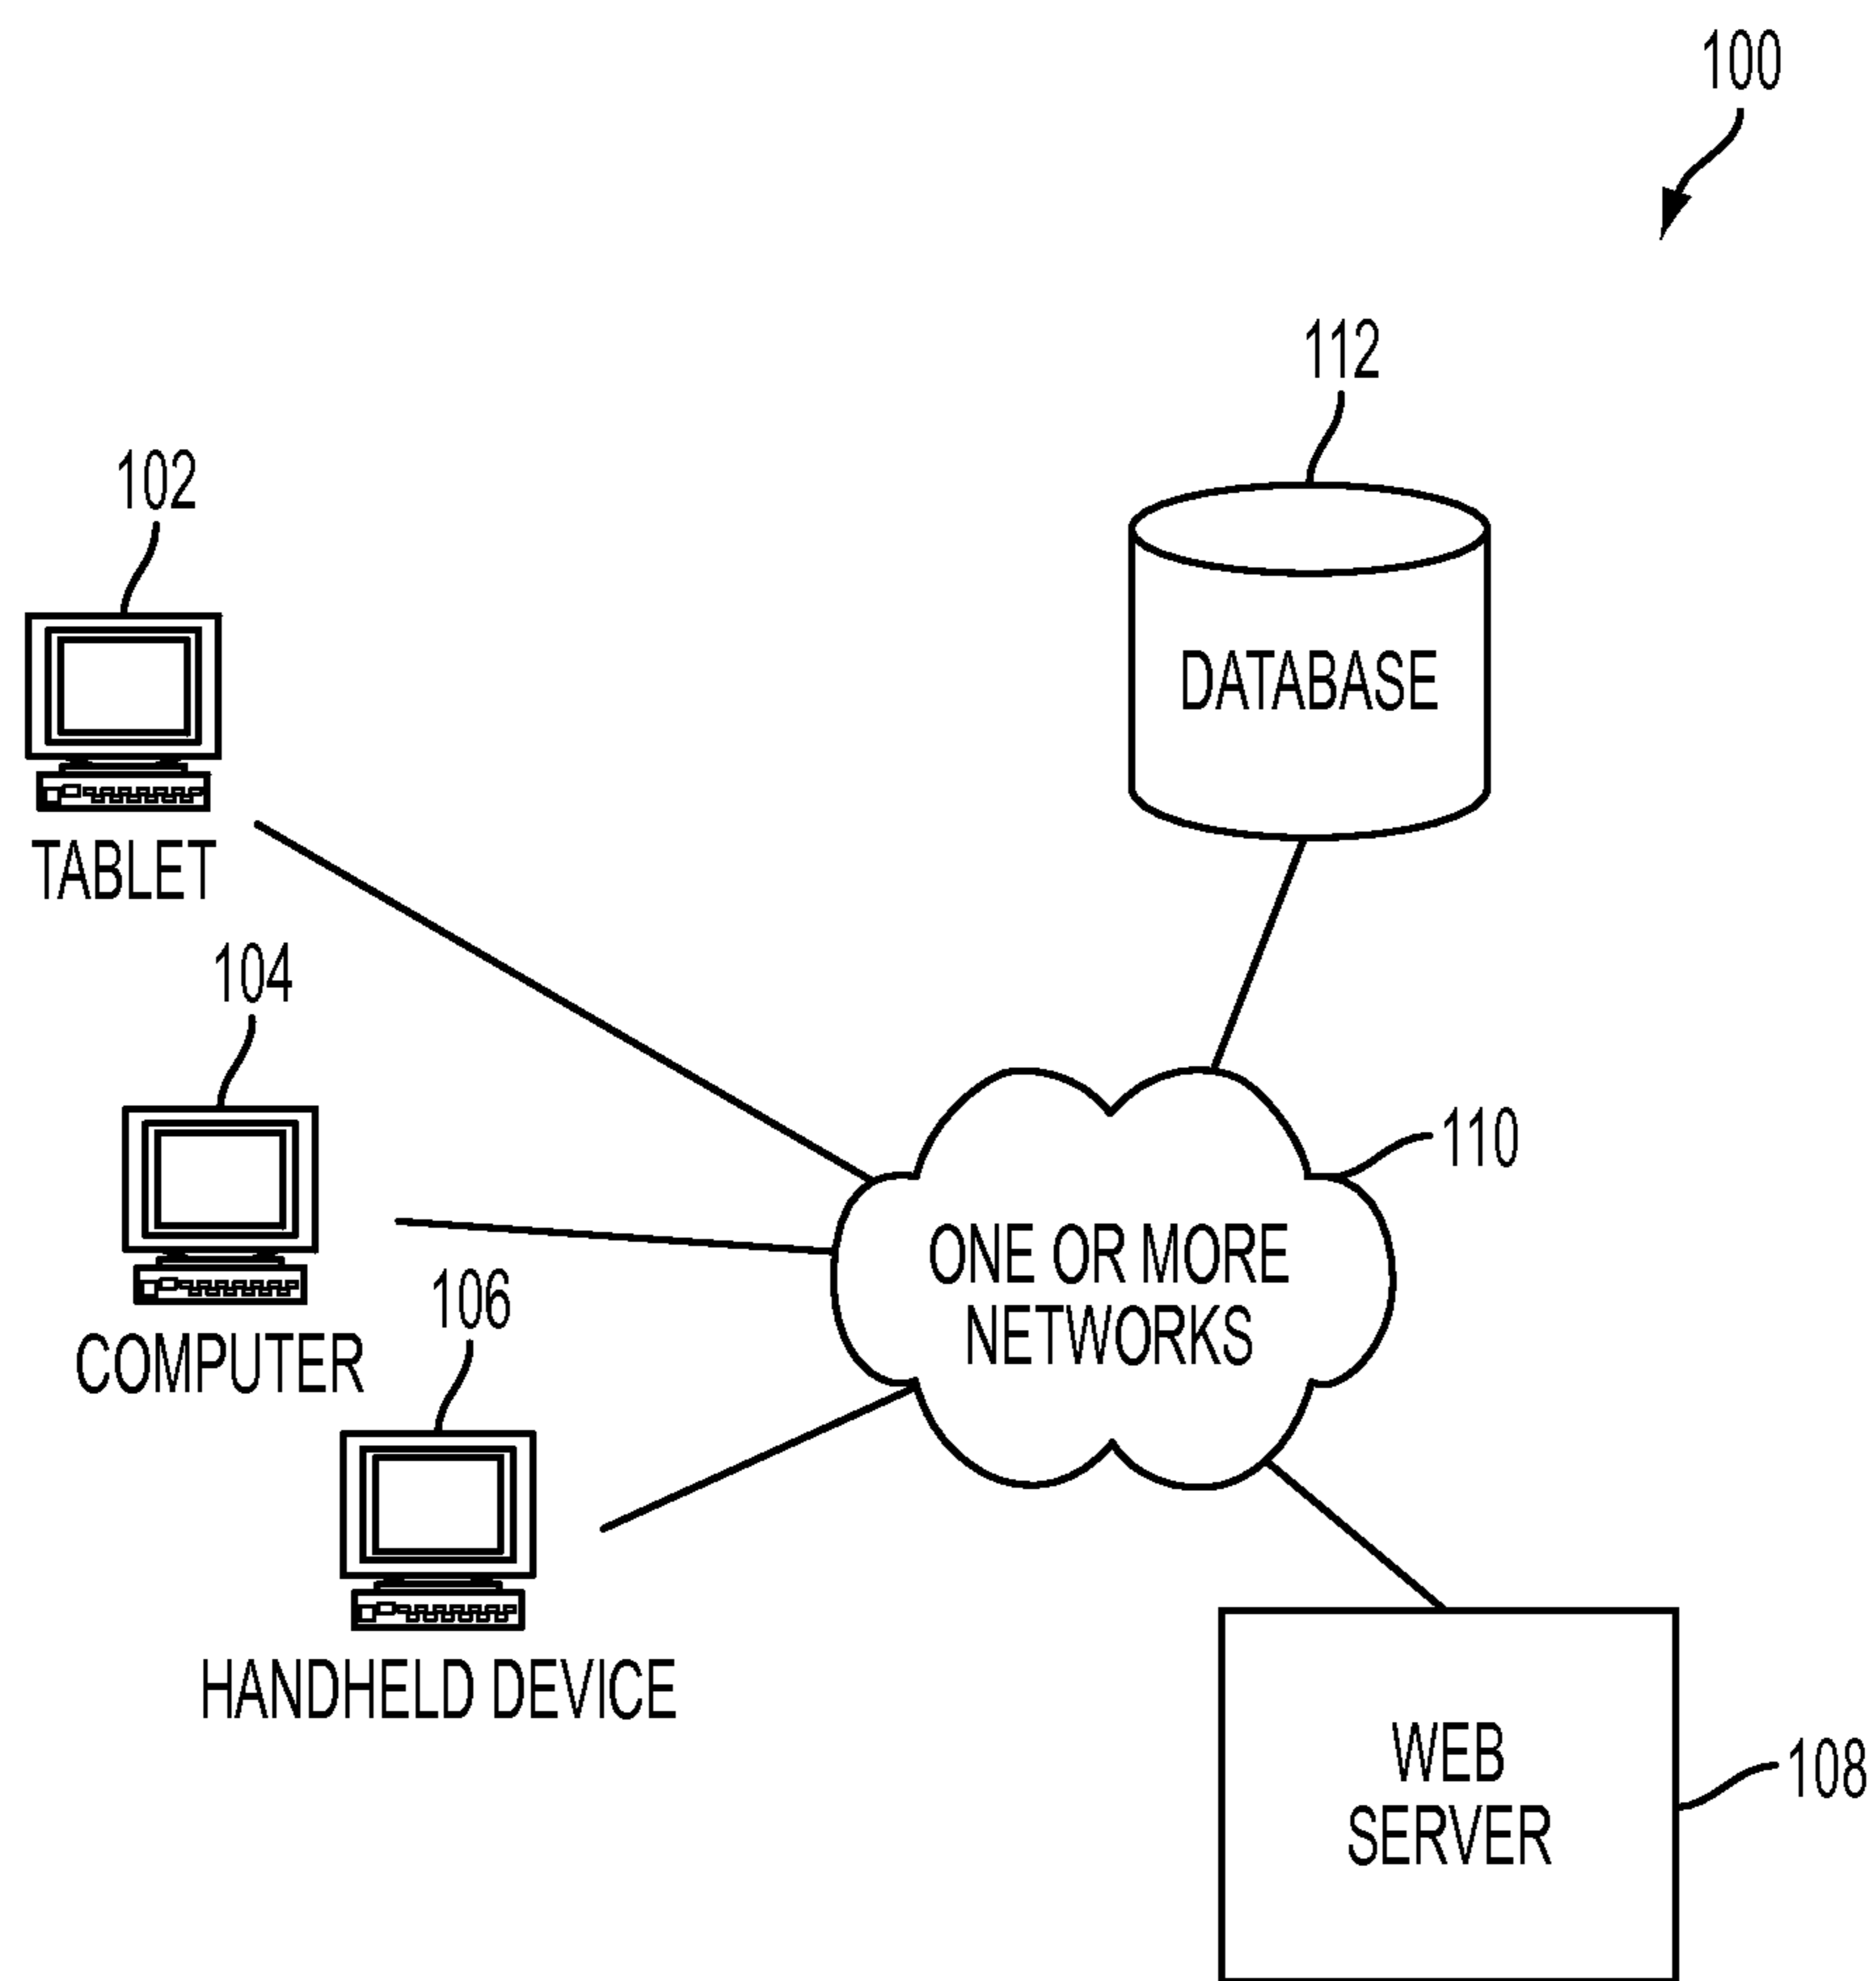 100
112
102
DATABASE
TABLET
104
110
ONE OR MORE
NETWORKS
106
COMPUTER
HANDHELD DEVICE
WEB
SERVER
108